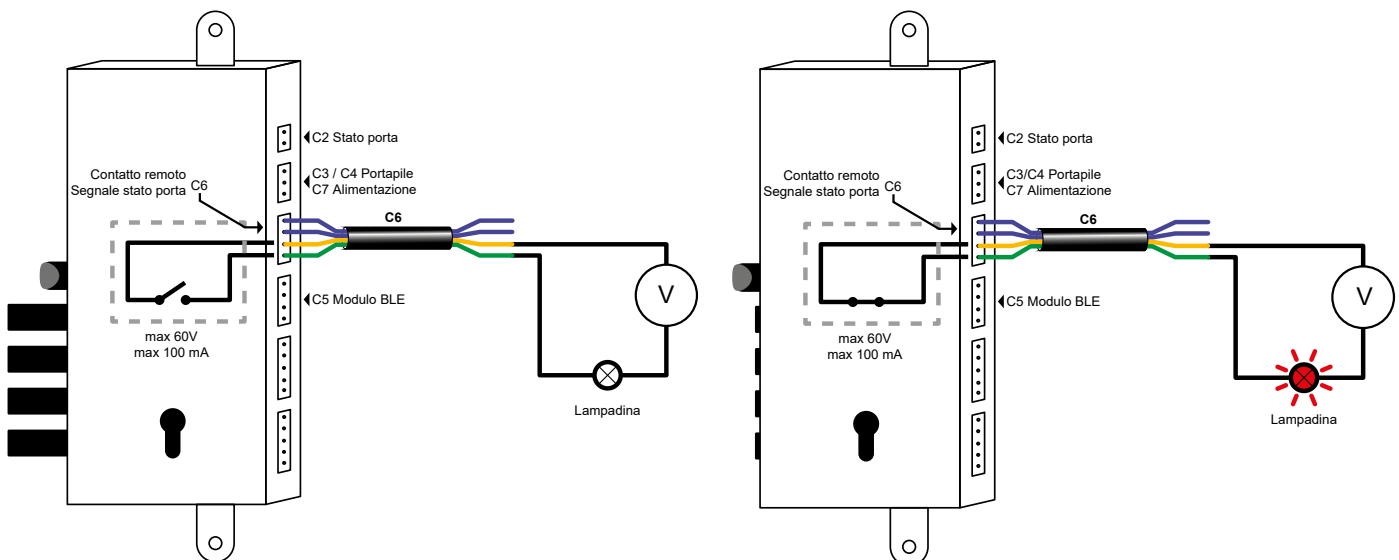 C2 Stato porta
C3 / C4 Portapile
C7 Alimentazione
Contatto remoto
Segnale stato porta C6
C6
C5 Modulo BLE
max 60V
max 100 mA
V
Lampadina
C2 Stato porta
C3/C4 Portapile
C7 Alimentazione
Contatto remoto
Segnale stato porta C6
C6
C5 Modulo BLE
max 60V
max 100 mA
V
Lampadina